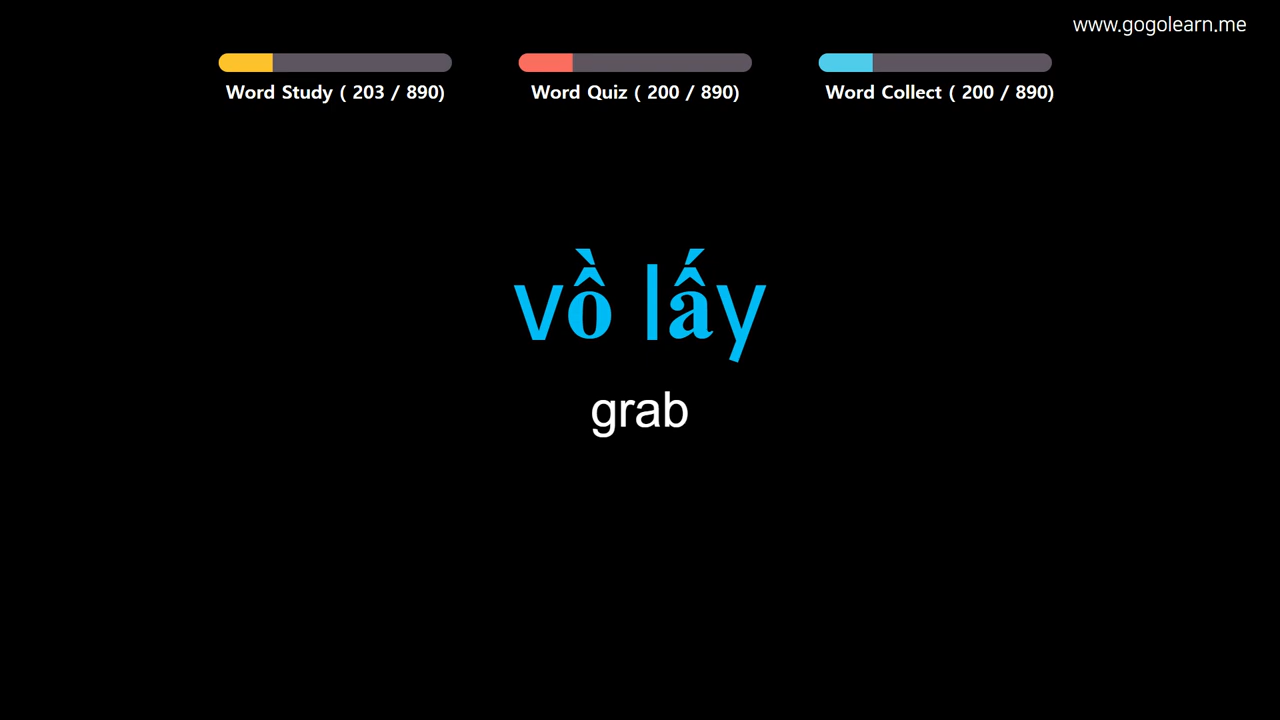 www.gogolearn.me
Word Study ( 203 / 890)
Word Quiz ( 200 / 890)
Word Collect ( 200 / 890)
vồ lấy
grab